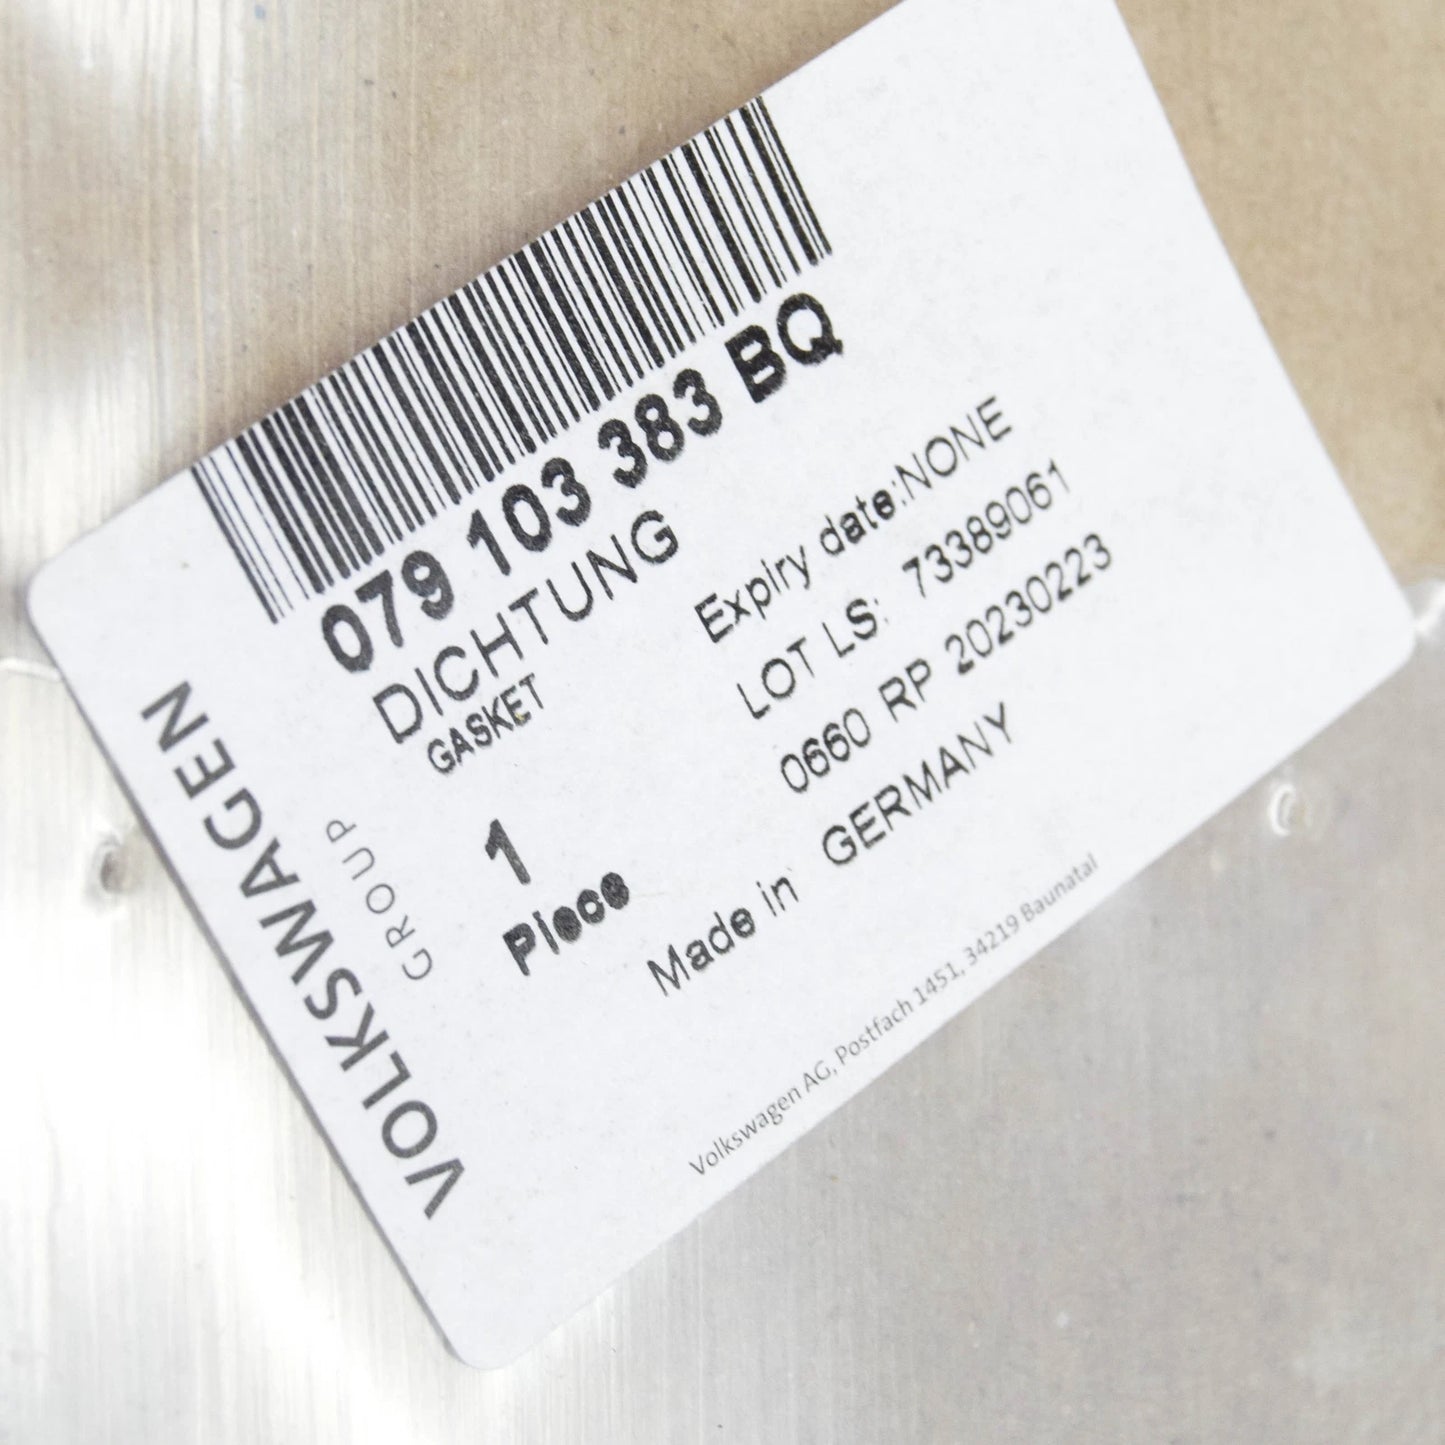 079 103 383 BQ
DICHTUNG
GASKET
Expiry date:NONE
LOT LS: 73389061
0660 RP 20230223
1
Piece
Made in GERMANY
VOLKSWAGEN
GROUP
Volkswagen AG, Postfach 1451, 34219 Baunatal